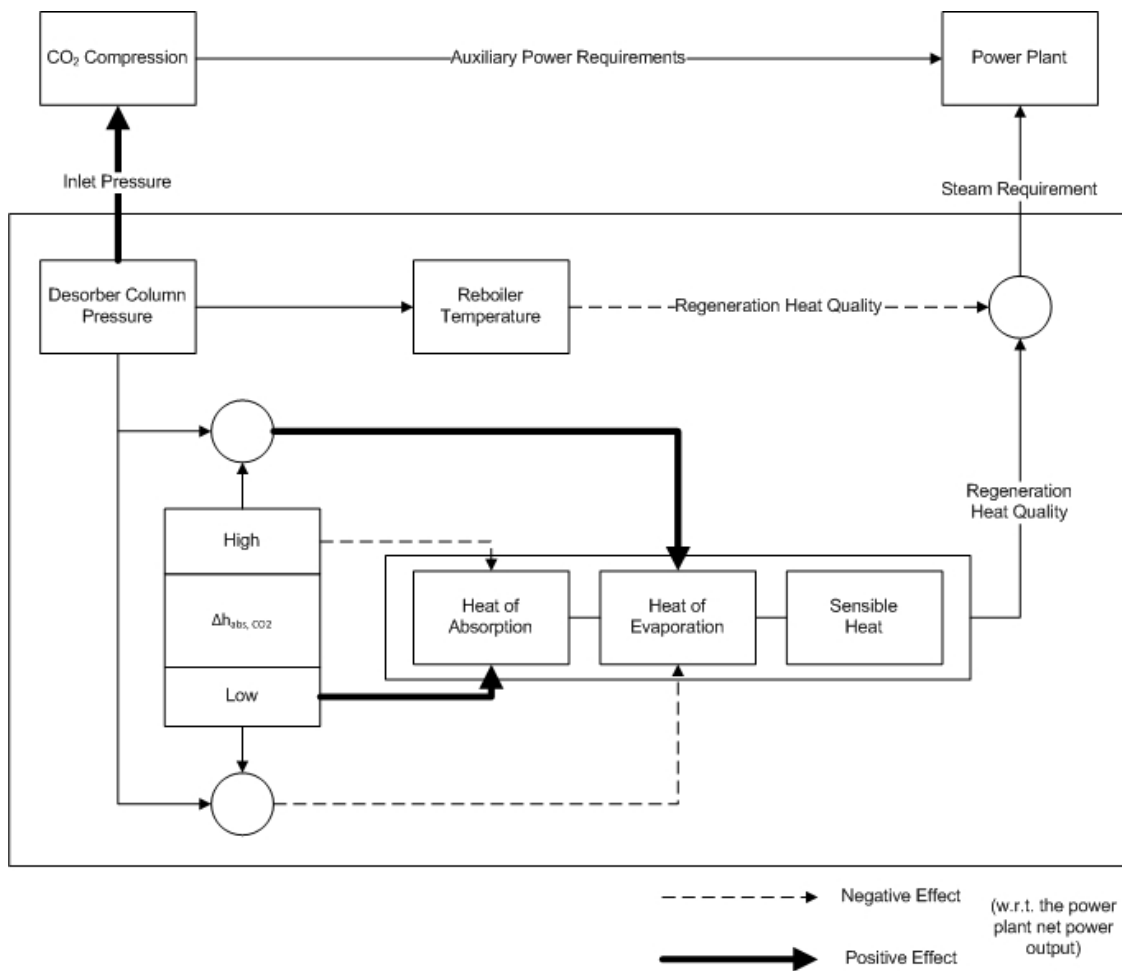 CO₂ Compression
Auxiliary Power Requirements
Power Plant
Inlet Pressure
Steam Requirement
Desorber Column
Pressure
Reboiler
Temperature
Regeneration Heat Quality
Regeneration
Heat Quality
High
Δhabs, CO2
Low
Heat of
Absorption
Heat of
Evaporation
Sensible
Heat
Negative Effect
Positive Effect
(w.r.t. the power
plant net power
output)